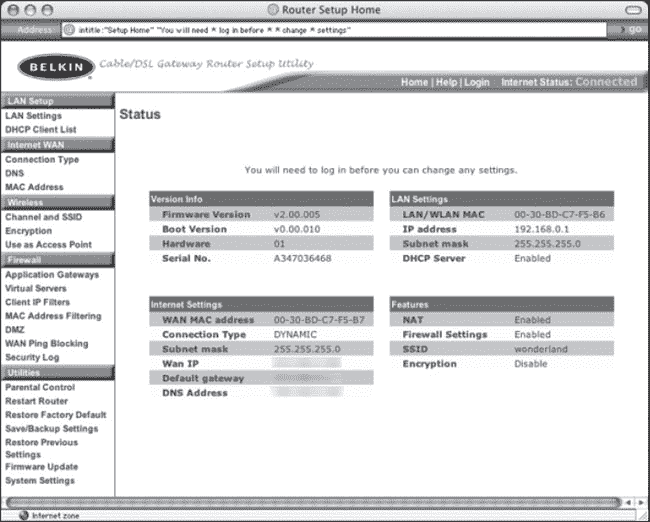 Router Setup Home
Address: intitle:"Setup Home" "You will need * log in before * * change * settings" go
BELKIN Cable/DSL Gateway Router Setup Utility
Home | Help | Login Internet Status: Connected
LAN Setup
LAN Settings
DHCP Client List
Internet WAN
Connection Type
DNS
MAC Address
Wireless
Channel and SSID
Encryption
Use as Access Point
Firewall
Application Gateways
Virtual Servers
Client IP Filters
MAC Address Filtering
DMZ
WAN Ping Blocking
Security Log
Utilities
Parental Control
Restart Router
Restore Factory Default
Save/Backup Settings
Restore Previous
Settings
Firmware Update
System Settings
Status
You will need to log in before you can change any settings.
Version Info
Firmware Version v2.00.005
Boot Version v0.00.010
Hardware 01
Serial No. A347036468
LAN Settings
LAN/WLAN MAC 00-30-BD-C7-F5-B6
IP address 192.168.0.1
Subnet mask 255.255.255.0
DHCP Server Enabled
Internet Settings
WAN MAC address 00-30-BD-C7-F5-B7
Connection Type DYNAMIC
Subnet mask 255.255.255.0
Wan IP
Default gateway
DNS Address
Features
NAT Enabled
Firewall Settings Enabled
SSID wonderland
Encryption Disable
Internet zone